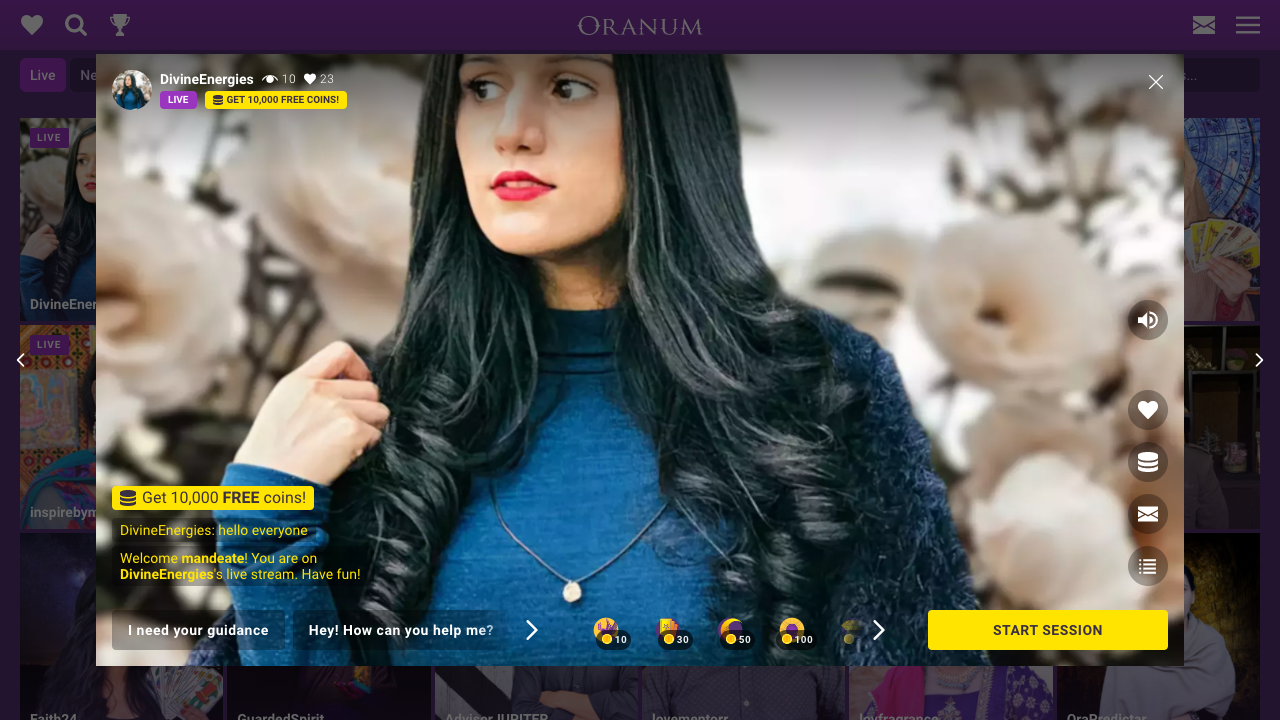 ORANUM
Live
Ne
s...
DivineEnergies 10 23
LIVE GET 10,000 FREE COINS!
LIVE
DivineEner
LIVE
inspirebym
Get 10,000 FREE coins!
DivineEnergies: hello everyone
Welcome mandeate! You are on
DivineEnergies's live stream. Have fun!
I need your guidance
Hey! How can you help me?
10
30
50
100
START SESSION
Faith24
GuardedSpirit
Advisor JUPITER
lovementorr
Joyfragrance
OraPredictar